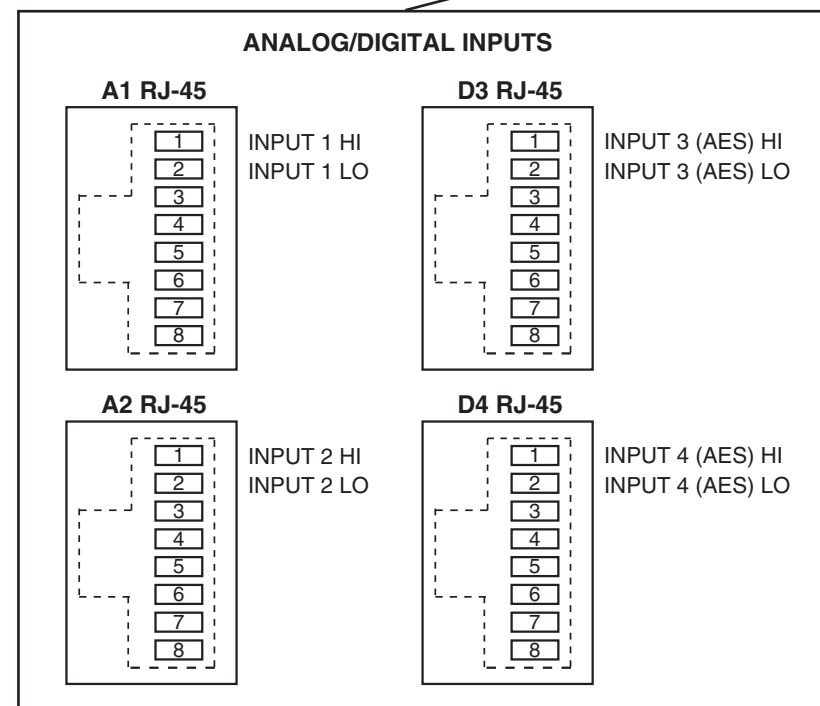 ANALOG/DIGITAL INPUTS
A1 RJ-45
1 INPUT 1 HI
2 INPUT 1 LO
3
4
5
6
7
8
D3 RJ-45
1 INPUT 3 (AES) HI
2 INPUT 3 (AES) LO
3
4
5
6
7
8
A2 RJ-45
1 INPUT 2 HI
2 INPUT 2 LO
3
4
5
6
7
8
D4 RJ-45
1 INPUT 4 (AES) HI
2 INPUT 4 (AES) LO
3
4
5
6
7
8